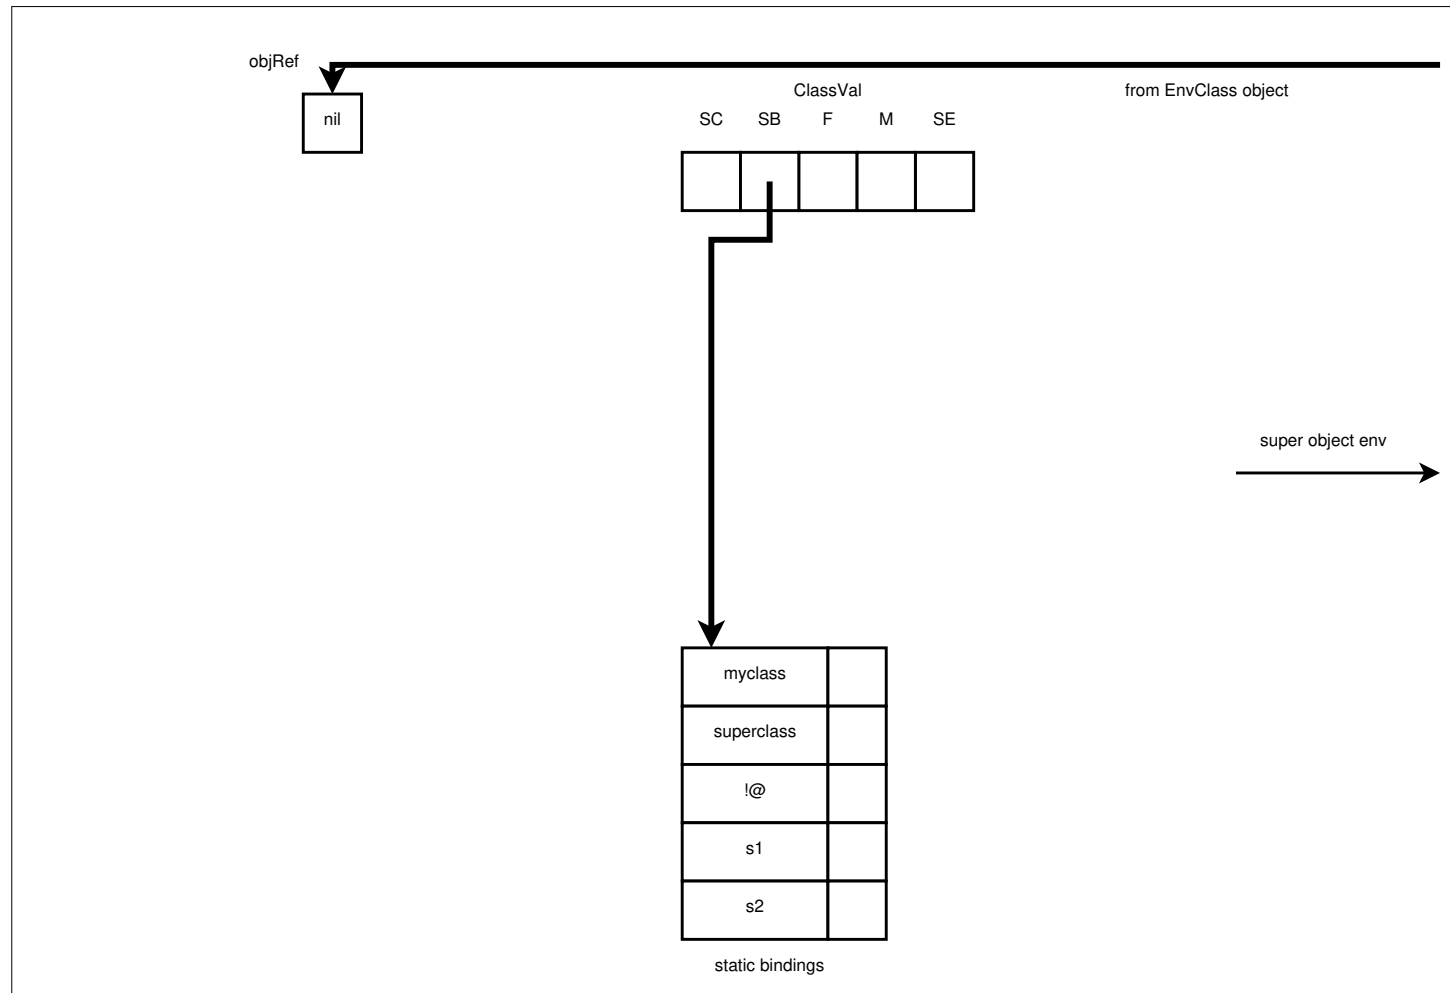 objRef
nil
ClassVal
from EnvClass object
SC SB F M SE
super object env
myclass
superclass
!@
s1
s2
static bindings